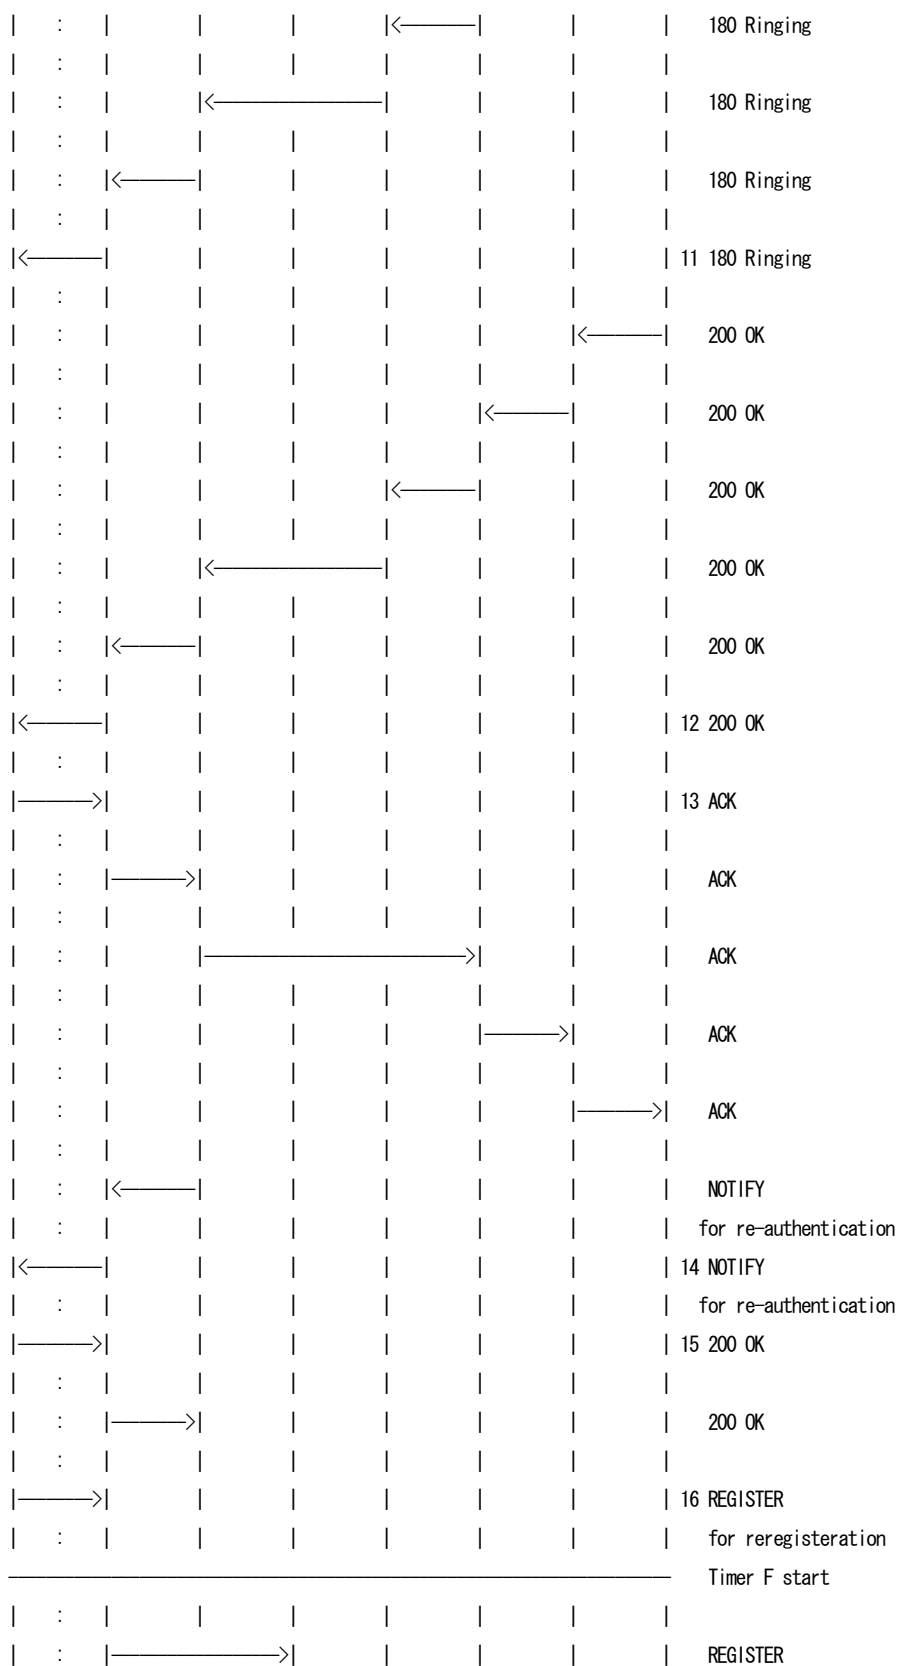 180 Ringing
180 Ringing
180 Ringing
11 180 Ringing
200 OK
200 OK
200 OK
200 OK
200 OK
12 200 OK
13 ACK
ACK
ACK
ACK
ACK
NOTIFY
for re-authentication
14 NOTIFY
for re-authentication
15 200 OK
200 OK
16 REGISTER
for reregisteration
Timer F start
REGISTER